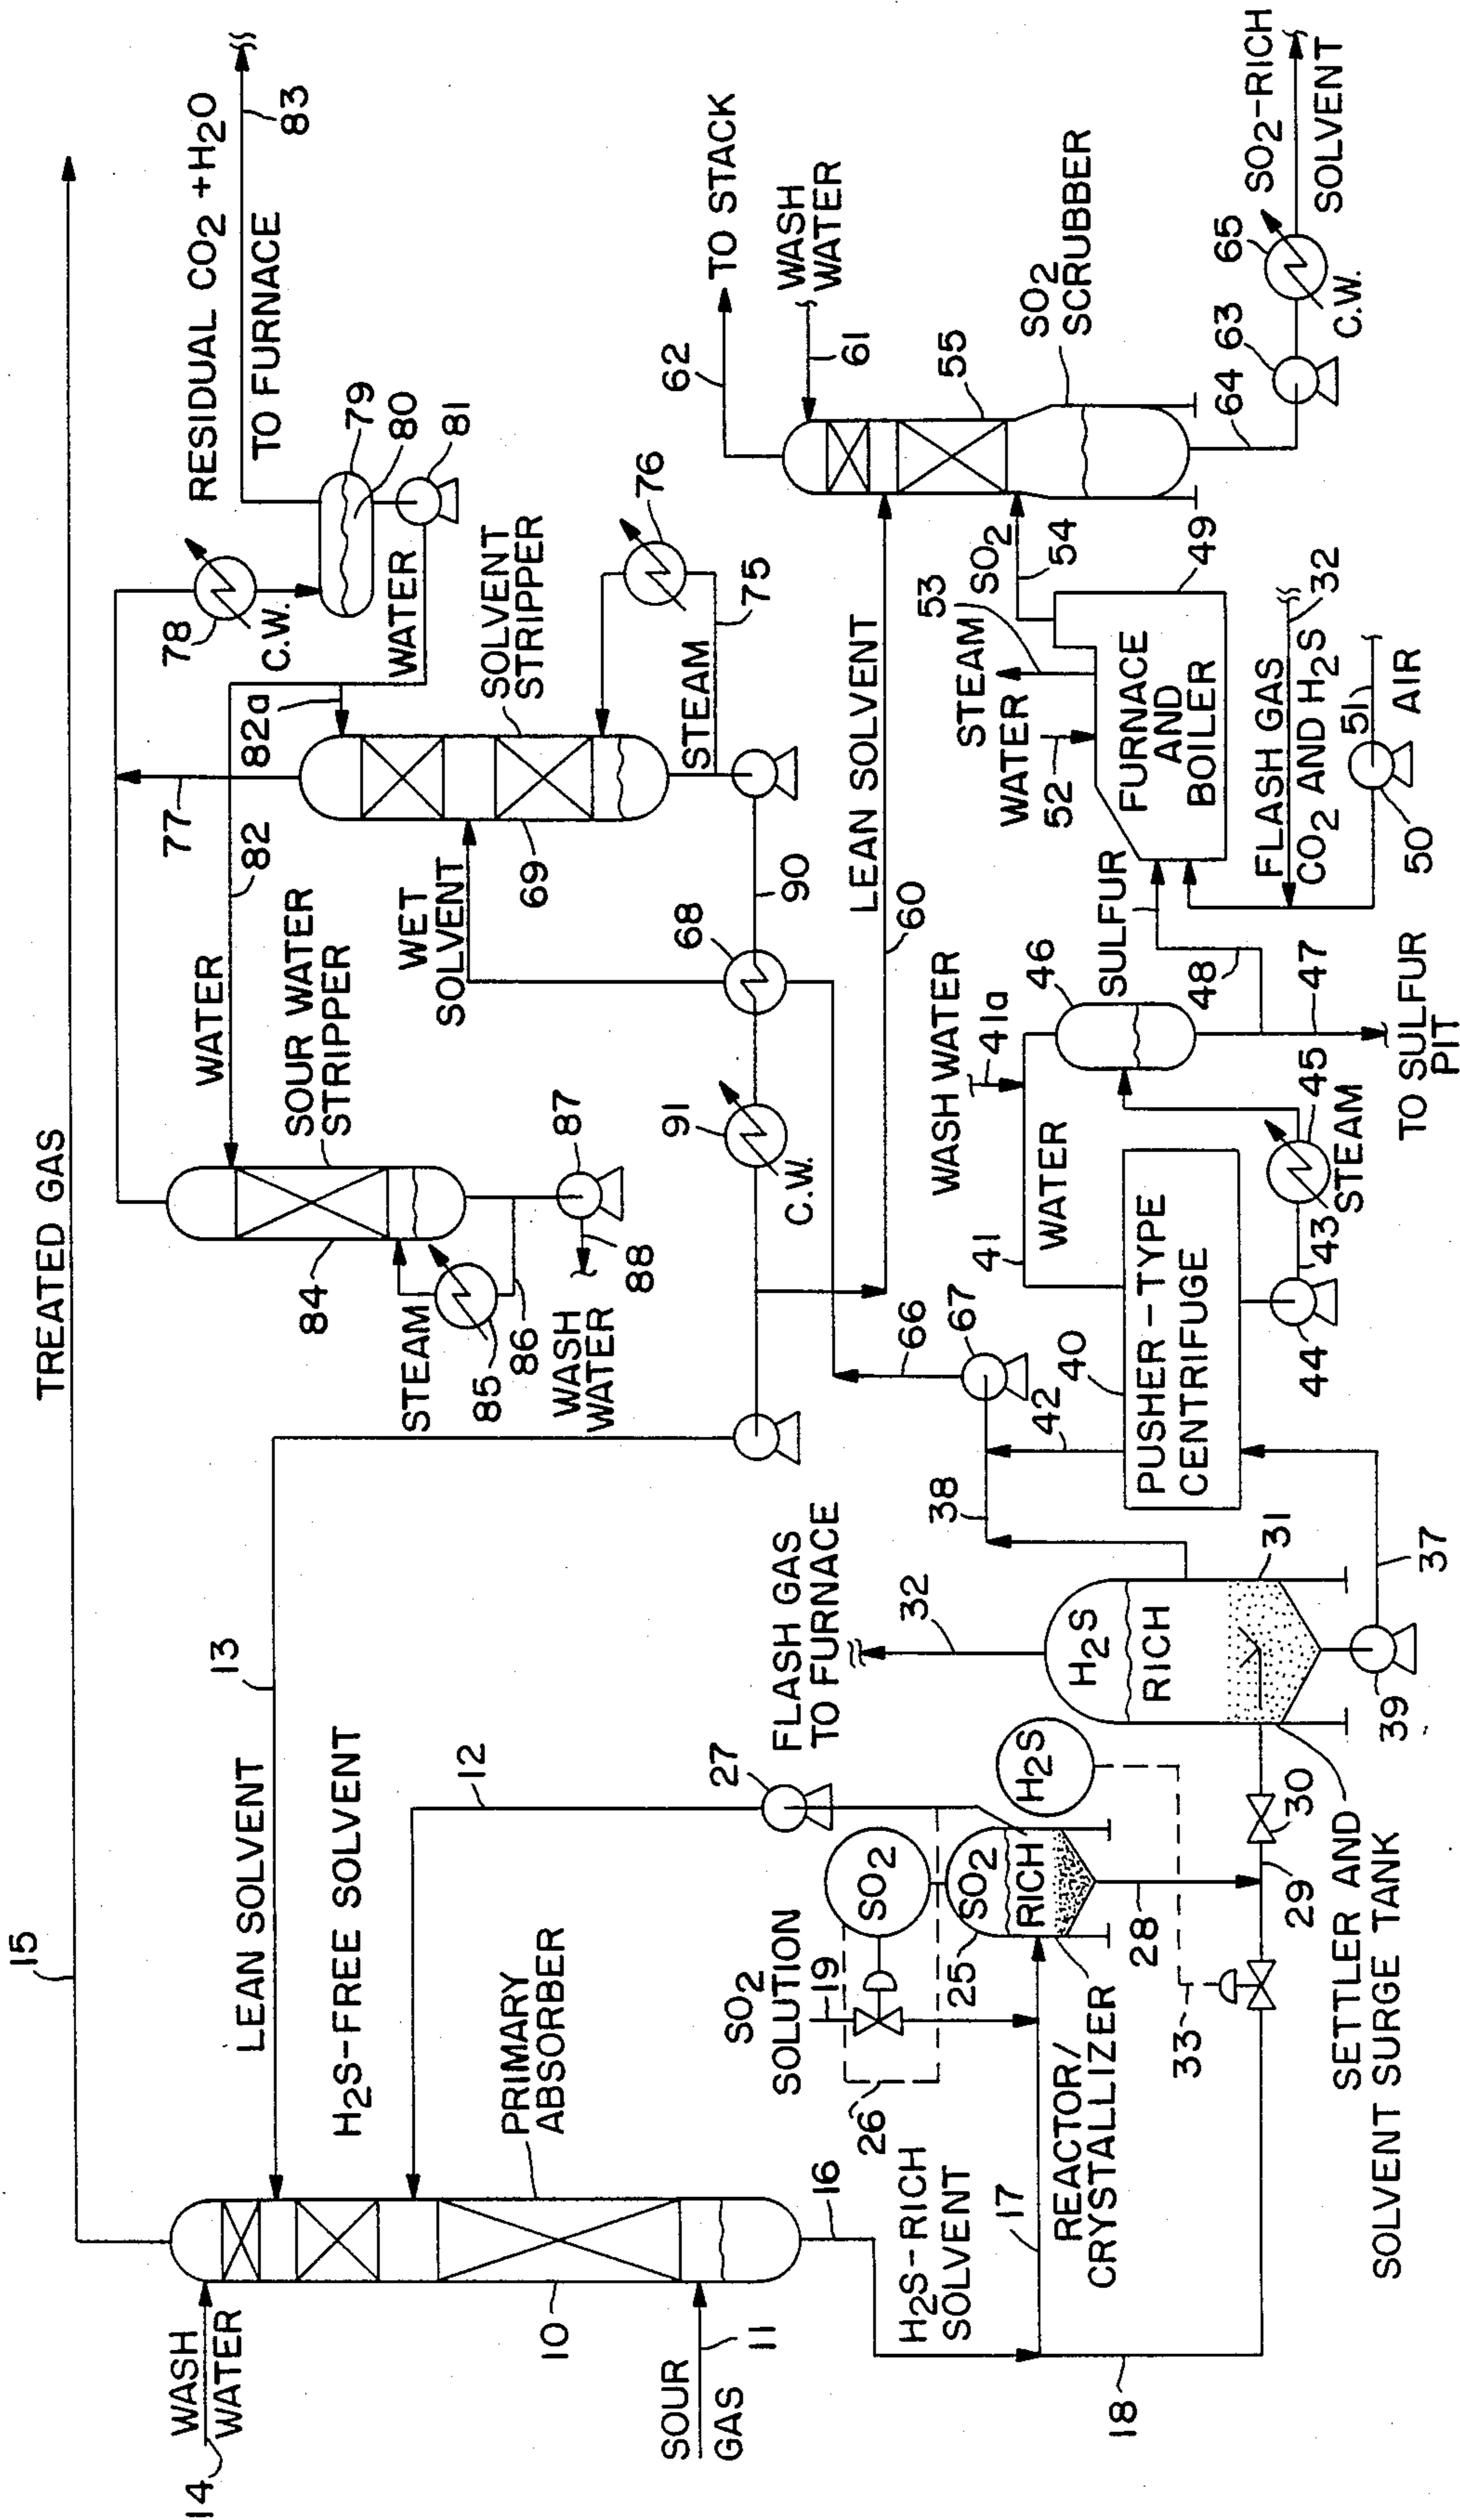 TREATED GAS
15
WASH
WATER
14
SOUR
GAS
11
10
PRIMARY
ABSORBER
LEAN SOLVENT
13
H2S-FREE SOLVENT
12
16
H2S-RICH
SOLVENT
17
18
REACTOR/
CRYSTALLIZER
SO2
SOLUTION
19
26
25
SO2
SO2
RICH
27
28
29
30
33
H2S
SETTLER AND
SOLVENT SURGE TANK
H2S
RICH
31
FLASH GAS
TO FURNACE
32
38
37
39
PUSHER-TYPE
CENTRIFUGE
40
42
66
67
41
WATER
WASH WATER
41a
43
44
45
STEAM
46
SULFUR
48
47
TO SULFUR
PIT
SOUR WATER
STRIPPER
84
STEAM
85
86
87
88
WASH
WATER
WATER
82
77
82a
78
C.W.
79
80
81
WATER
RESIDUAL CO2 +H2O
TO FURNACE
83
SOLVENT
STRIPPER
69
WET
SOLVENT
STEAM
75
76
68
90
91
C.W.
LEAN SOLVENT
60
FURNACE
AND
BOILER
49
WATER
52
STEAM
53
SO2
54
FLASH GAS
CO2 AND H2S
32
51
AIR
50
TO STACK
62
WASH
WATER
61
55
SO2
SCRUBBER
64
63
65
C.W.
SO2-RICH
SOLVENT